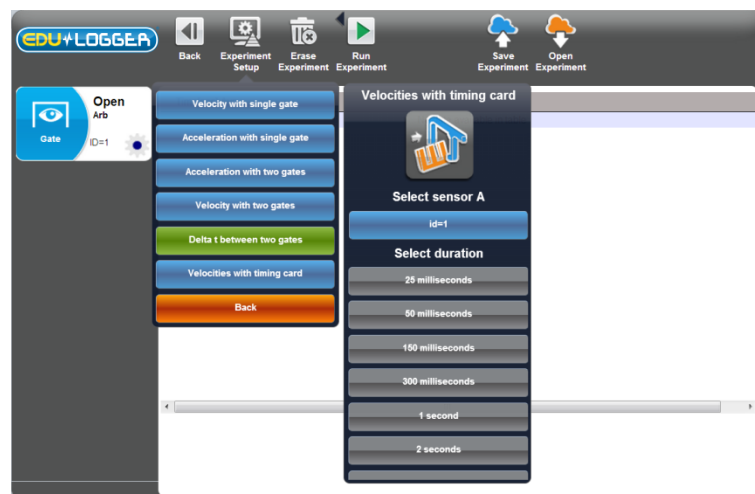 EDU LOGGER
Back
Experiment
Setup
Erase
Experiment
Run
Experiment
Save
Experiment
Open
Experiment
Open
Arb
Gate
ID=1
Velocity with single gate
Acceleration with single gate
Acceleration with two gates
Velocity with two gates
Delta t between two gates
Velocities with timing card
Back
Velocities with timing card
Select sensor A
id=1
Select duration
25 milliseconds
50 milliseconds
150 milliseconds
300 milliseconds
1 second
2 seconds